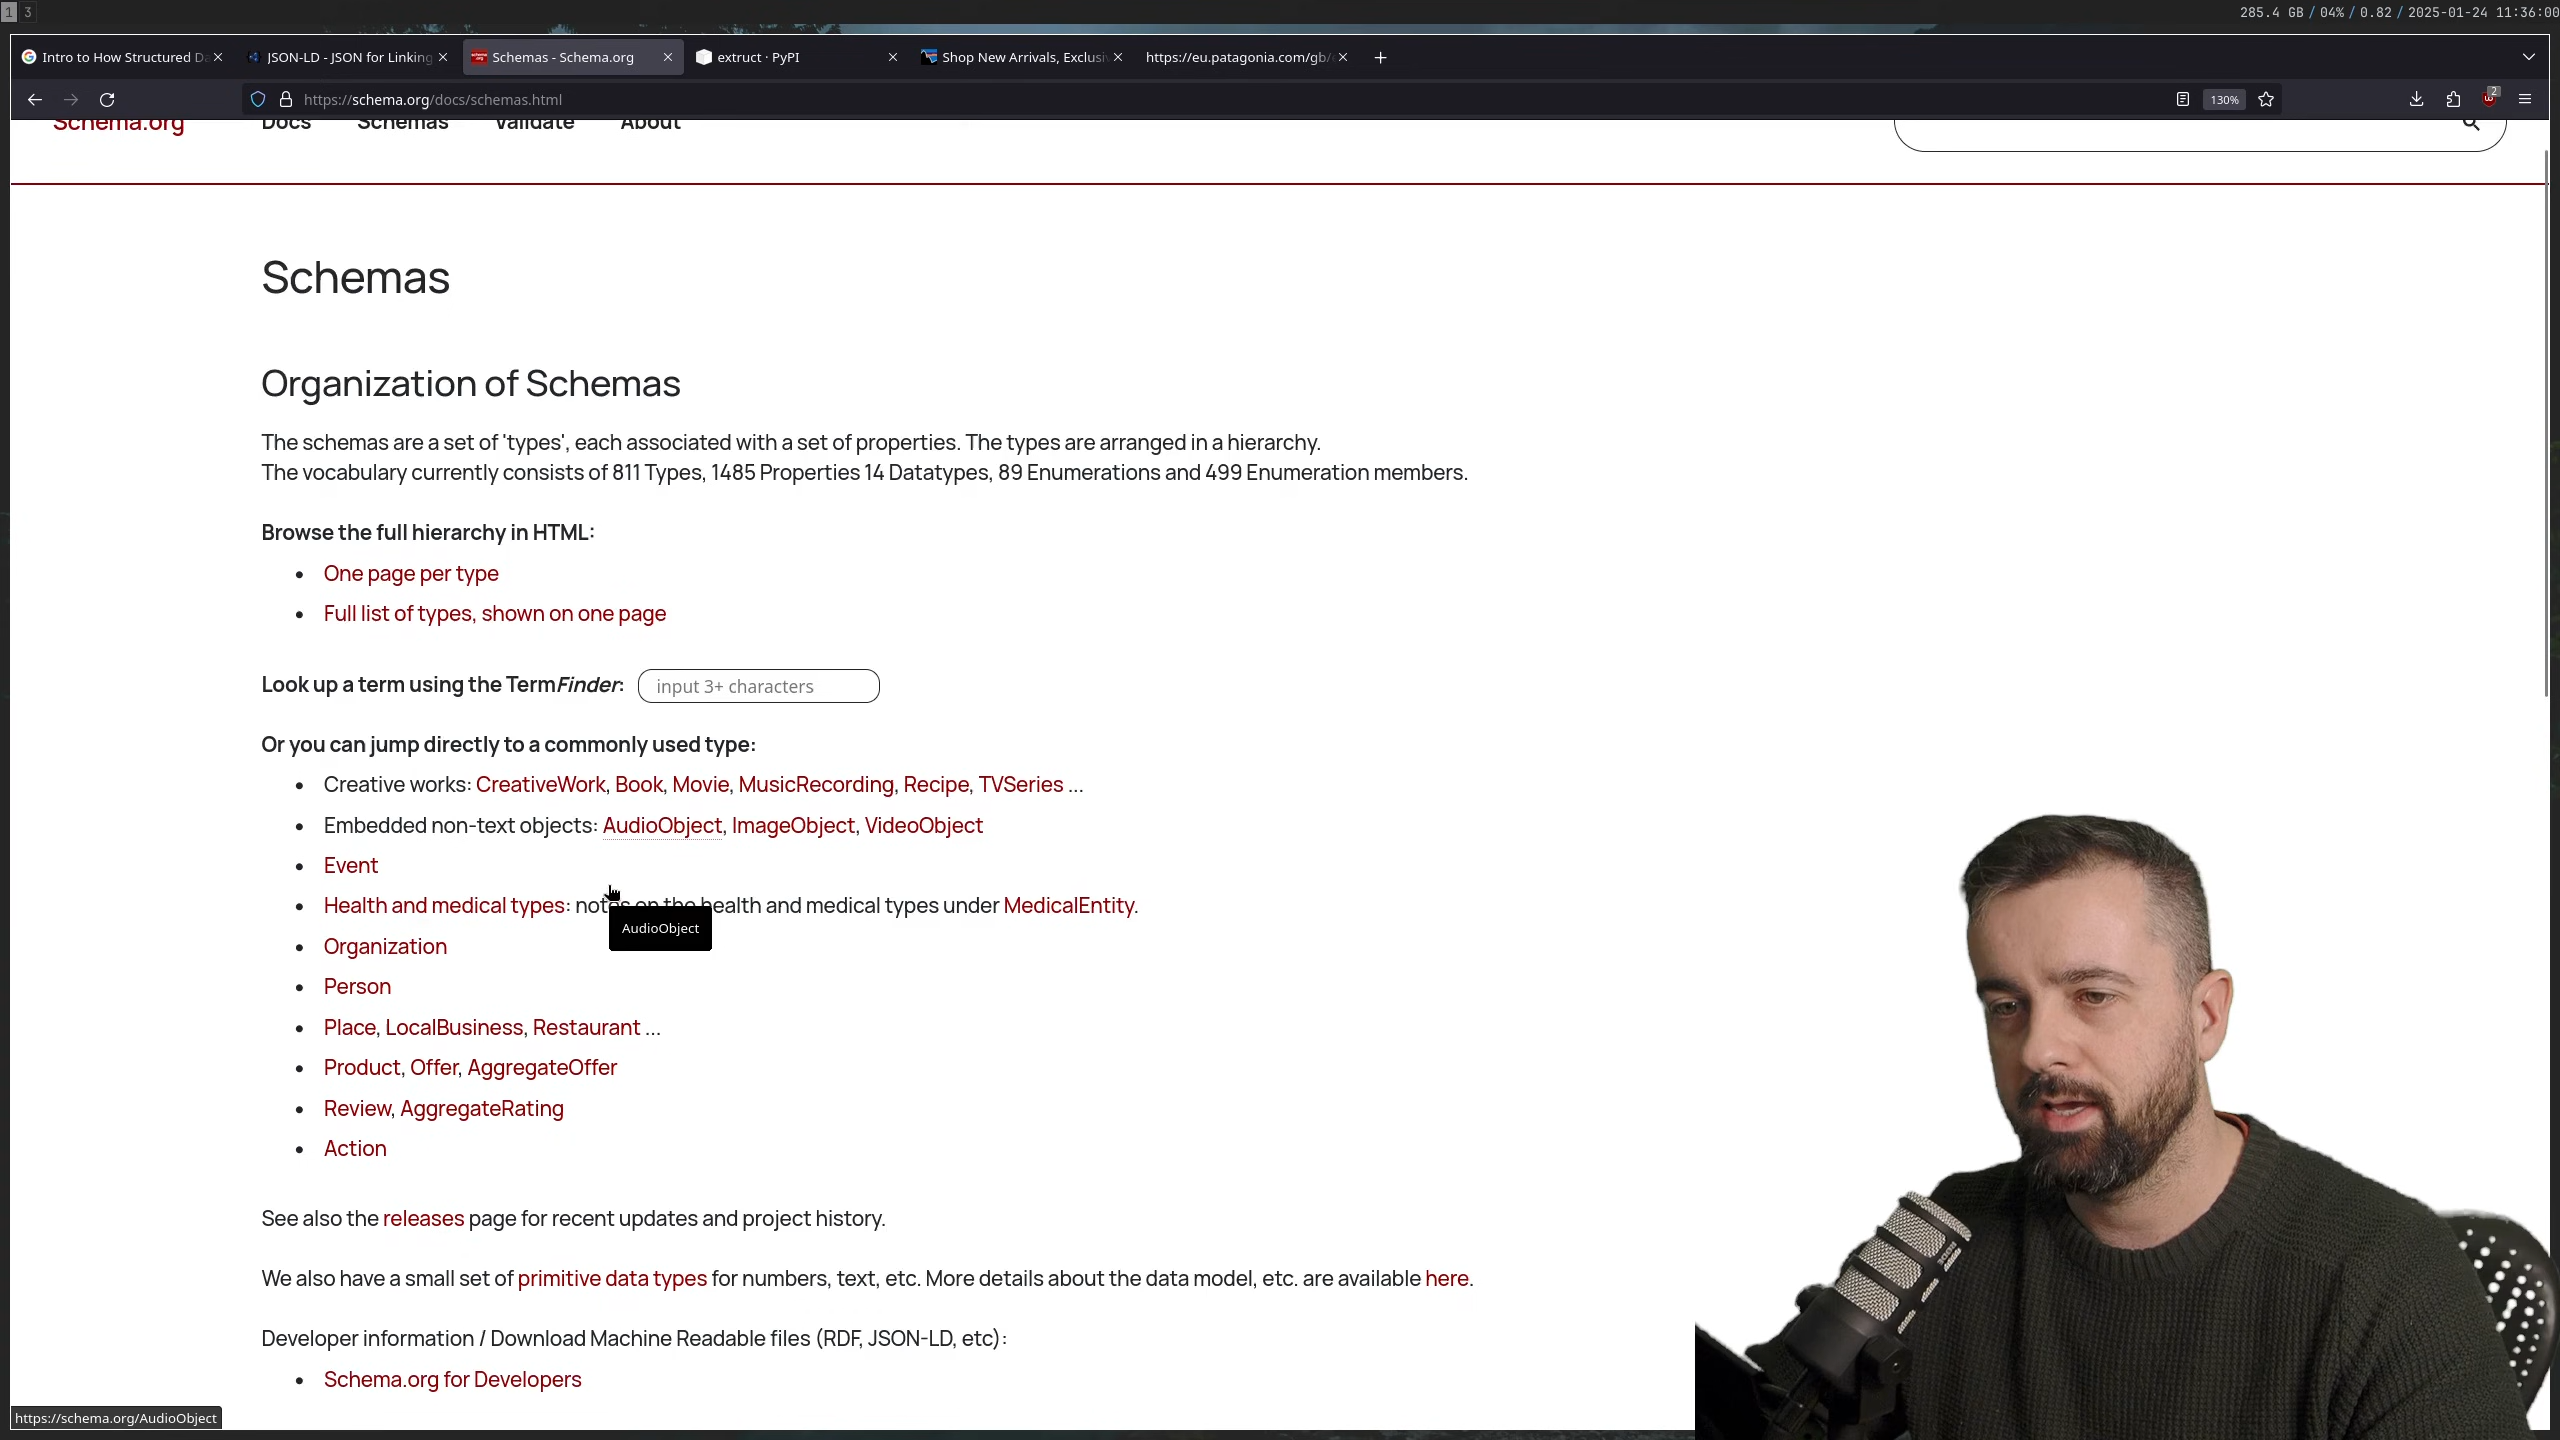 1 3
285.4 GB / 04% / 0.82 / 2025-01-24 11:36:00
Intro to How Structured Da
JSON-LD - JSON for Linking
Schemas - Schema.org
extruct · PyPI
Shop New Arrivals, Exclusiv
https://eu.patagonia.com/gb/
https://schema.org/docs/schemas.html
130%
2
Schema.org
Docs
Schemas
Validate
About
Schemas
Organization of Schemas
The schemas are a set of 'types', each associated with a set of properties. The types are arranged in a hierarchy.
The vocabulary currently consists of 811 Types, 1485 Properties 14 Datatypes, 89 Enumerations and 499 Enumeration members.
Browse the full hierarchy in HTML:
• One page per type
• Full list of types, shown on one page
Look up a term using the TermFinder: input 3+ characters
Or you can jump directly to a commonly used type:
• Creative works: CreativeWork, Book, Movie, MusicRecording, Recipe, TVSeries ...
• Embedded non-text objects: AudioObject, ImageObject, VideoObject
• Event
• Health and medical types: notes on the health and medical types under MedicalEntity.
AudioObject
• Organization
• Person
• Place, LocalBusiness, Restaurant ...
• Product, Offer, AggregateOffer
• Review, AggregateRating
• Action
See also the releases page for recent updates and project history.
We also have a small set of primitive data types for numbers, text, etc. More details about the data model, etc. are available here.
Developer information / Download Machine Readable files (RDF, JSON-LD, etc):
• Schema.org for Developers
https://schema.org/AudioObject